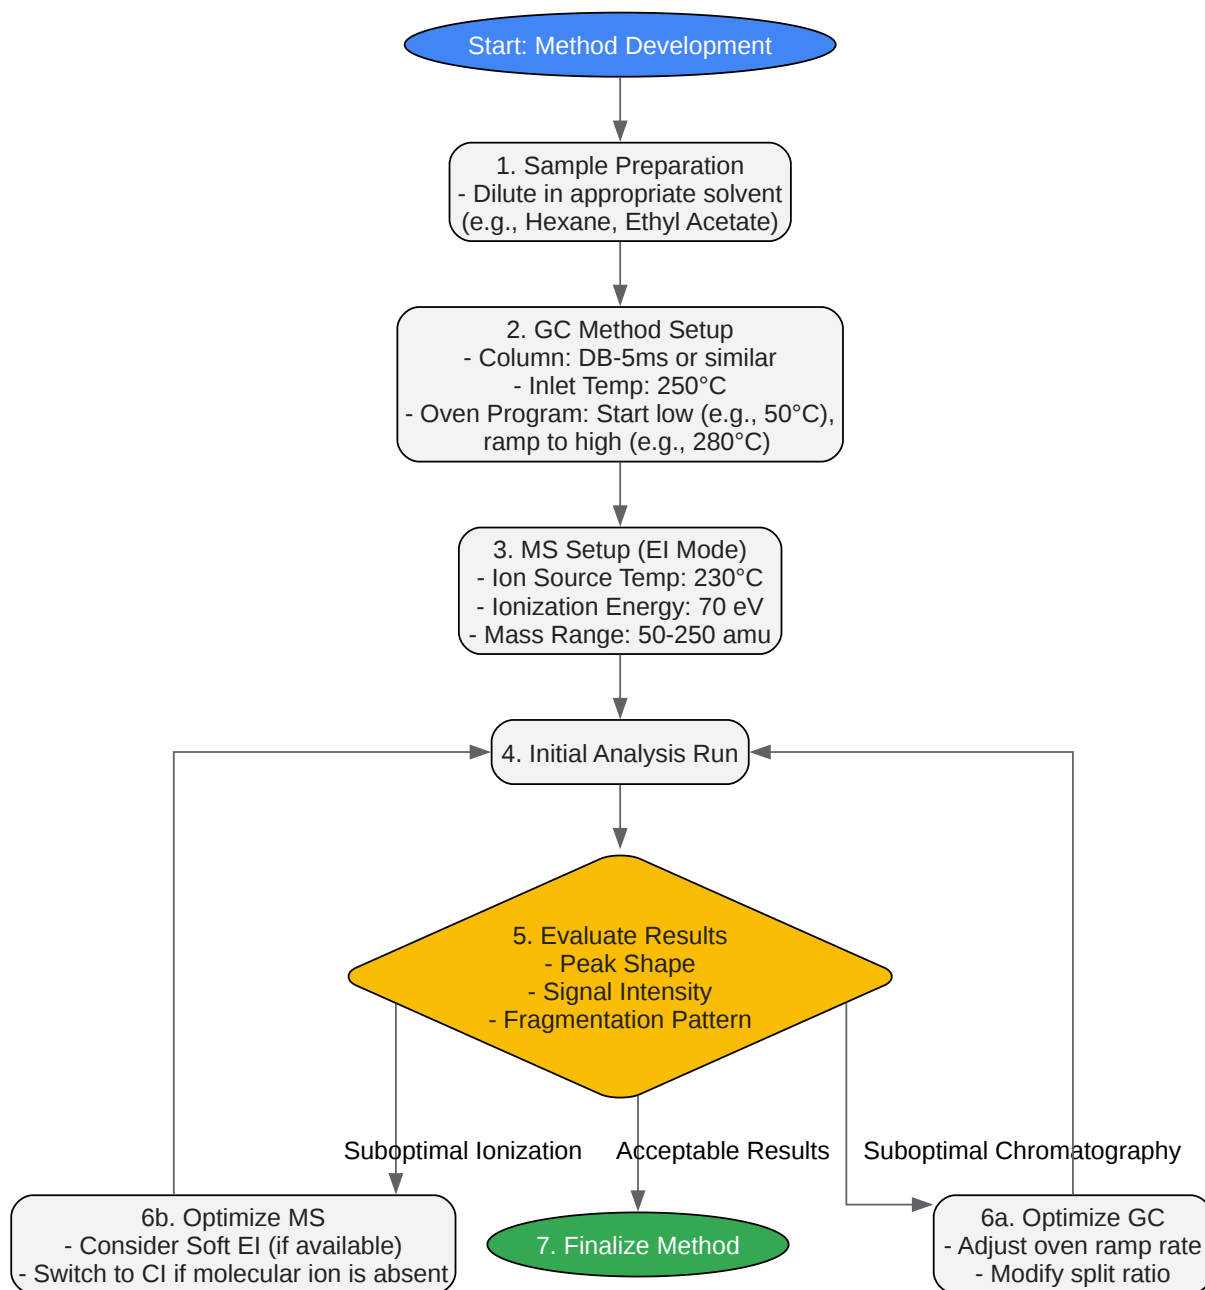 Start: Method Development
1. Sample Preparation
- Dilute in appropriate solvent
(e.g., Hexane, Ethyl Acetate)
2. GC Method Setup
- Column: DB-5ms or similar
- Inlet Temp: 250°C
- Oven Program: Start low (e.g., 50°C),
ramp to high (e.g., 280°C)
3. MS Setup (EI Mode)
- Ion Source Temp: 230°C
- Ionization Energy: 70 eV
- Mass Range: 50-250 amu
4. Initial Analysis Run
5. Evaluate Results
- Peak Shape
- Signal Intensity
- Fragmentation Pattern
Suboptimal Ionization
Acceptable Results
Suboptimal Chromatography
6b. Optimize MS
- Consider Soft EI (if available)
- Switch to CI if molecular ion is absent
7. Finalize Method
6a. Optimize GC
- Adjust oven ramp rate
- Modify split ratio